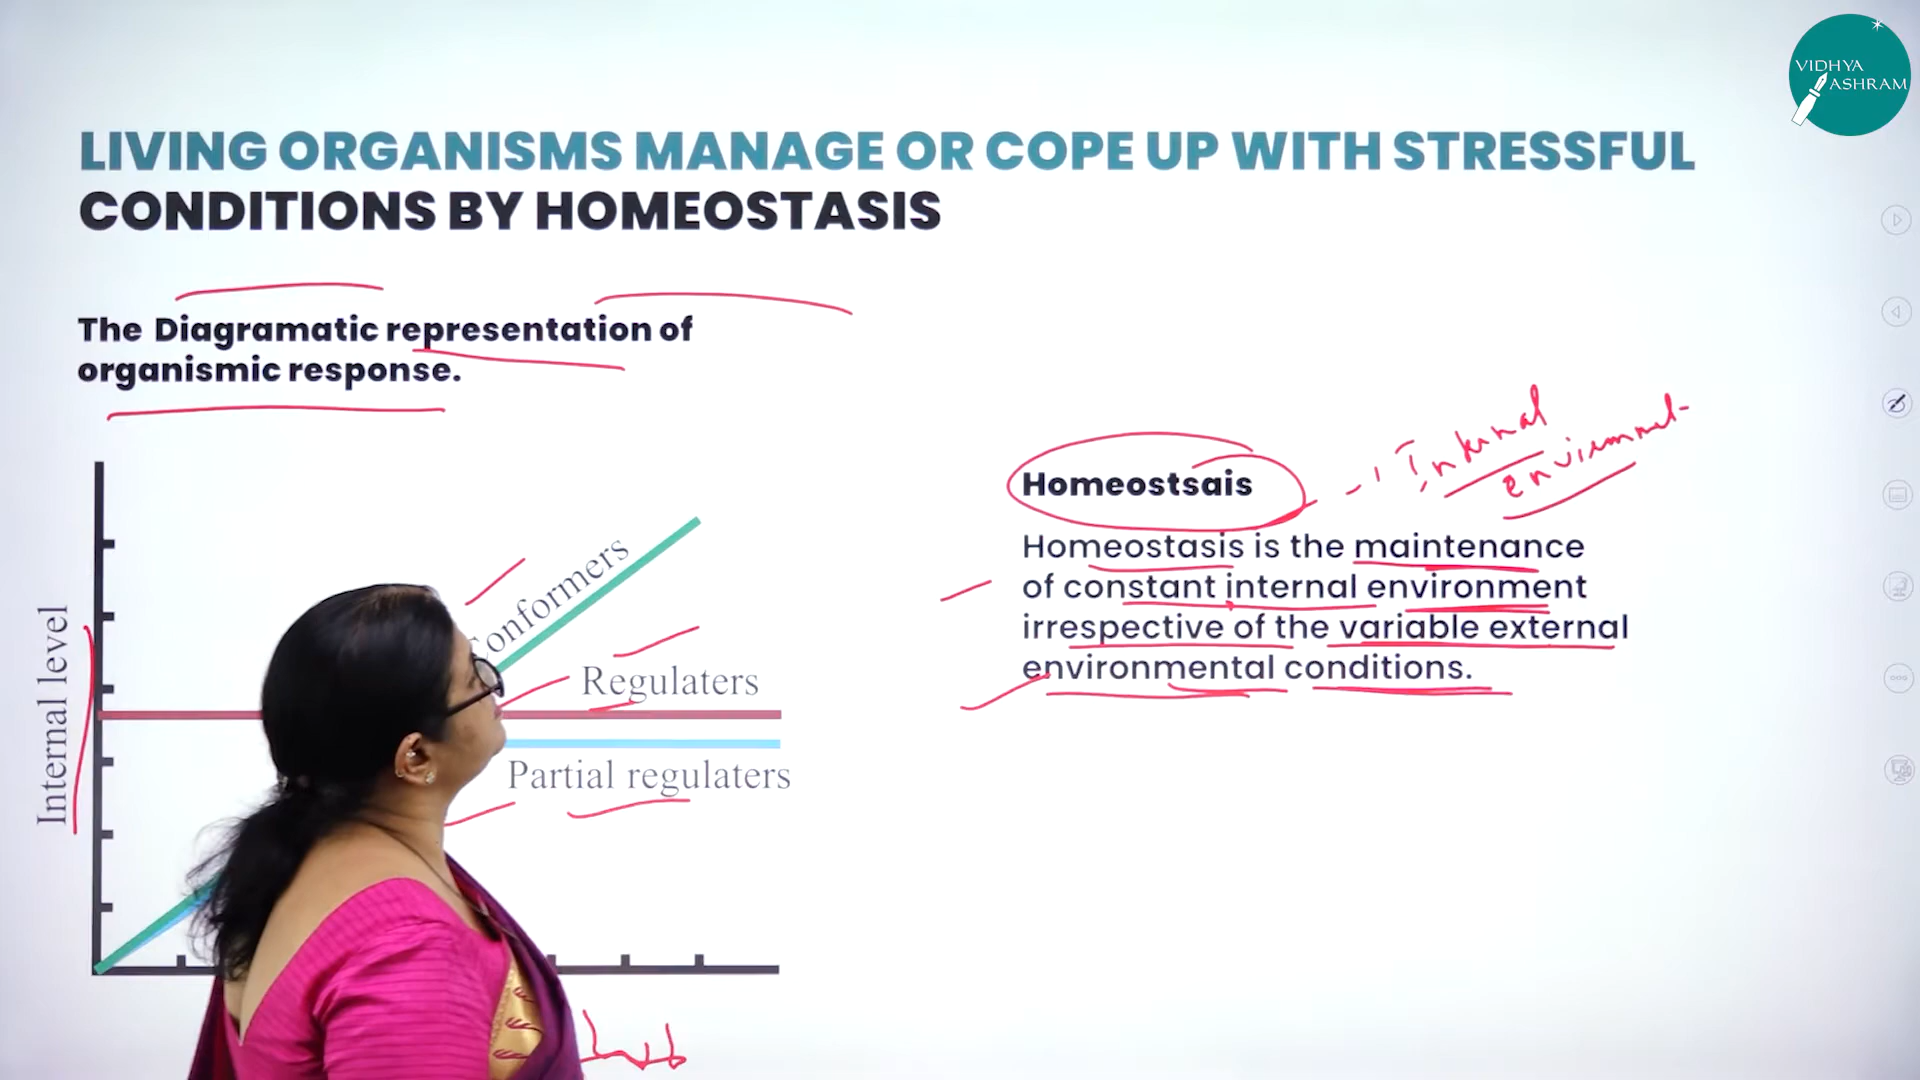 VIDHYA
ASHRAM
LIVING ORGANISMS MANAGE OR COPE UP WITH STRESSFUL
CONDITIONS BY HOMEOSTASIS
The Diagramatic representation of
organismic response.
Internal level
Conformers
Regulaters
Partial regulaters
Homeostsais
Internal
Homeostasis is the maintenance
of constant internal environment
irrespective of the variable external
environmental conditions.